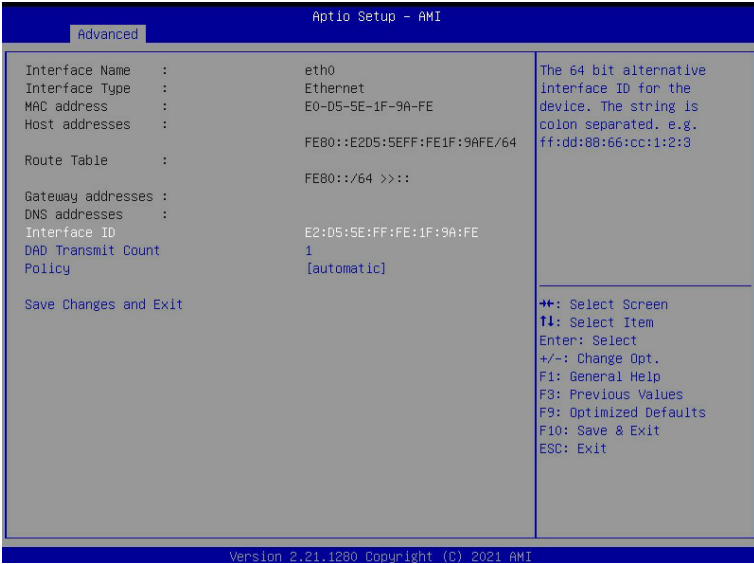 Aptio Setup – AMI
Advanced
Interface Name : eth0
Interface Type : Ethernet
MAC address : E0-D5-5E-1F-9A-FE
Host addresses :
FE80::E2D5:5EFF:FE1F:9AFE/64
Route Table :
FE80::/64 >>::
Gateway addresses :
DNS addresses :
Interface ID E2:D5:5E:FF:FE:1F:9A:FE
DAD Transmit Count 1
Policy [automatic]
Save Changes and Exit
The 64 bit alternative
interface ID for the
device. The string is
colon separated. e.g.
ff:dd:88:66:cc:1:2:3
→←: Select Screen
↑↓: Select Item
Enter: Select
+/-: Change Opt.
F1: General Help
F3: Previous Values
F9: Optimized Defaults
F10: Save & Exit
ESC: Exit
Version 2.21.1280 Copyright (C) 2021 AMI